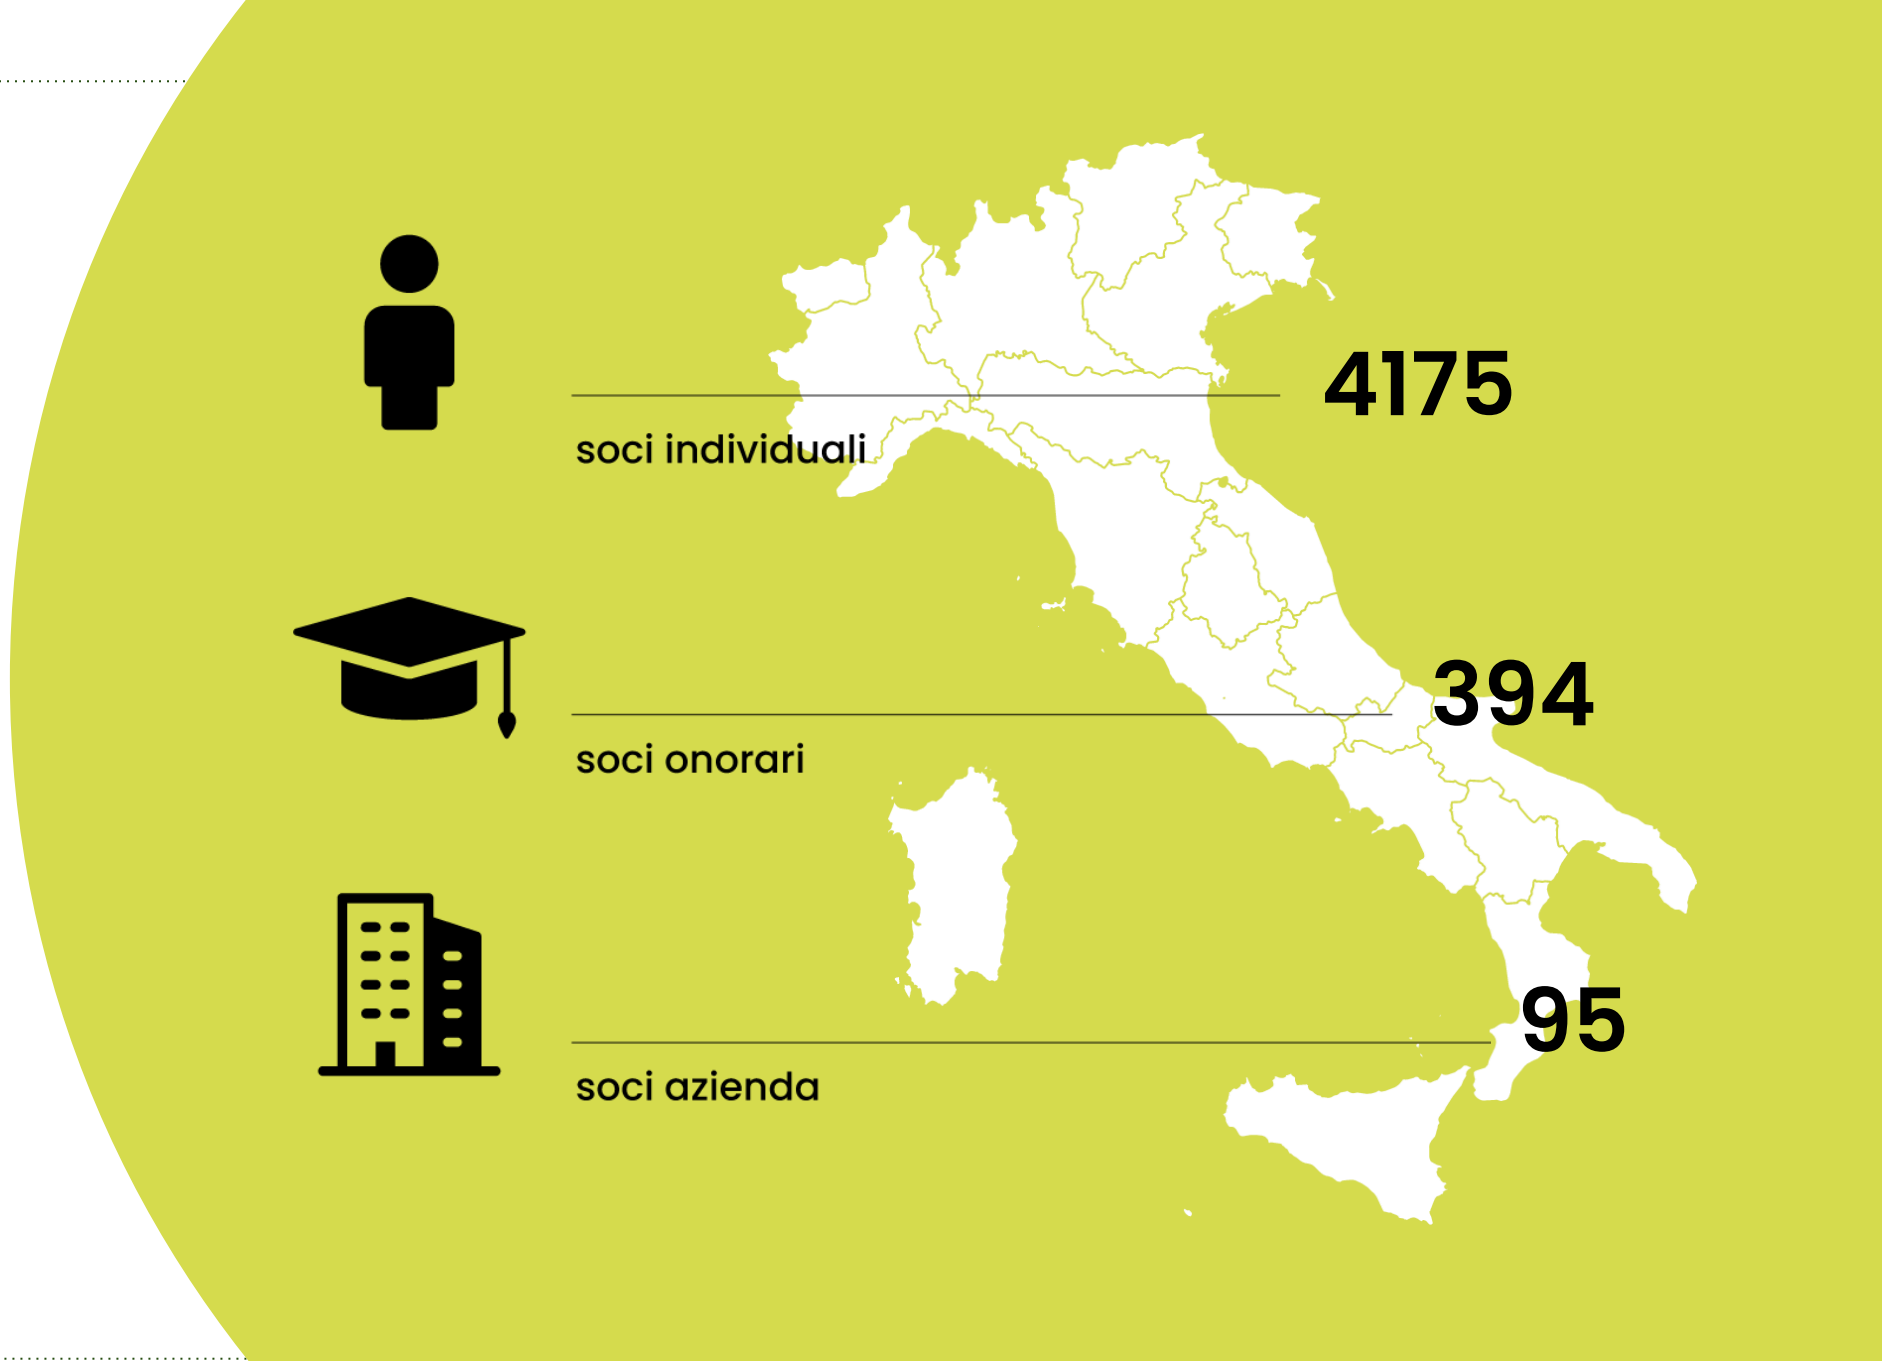 4175
soci individuali
394
soci onorari
95
soci azienda